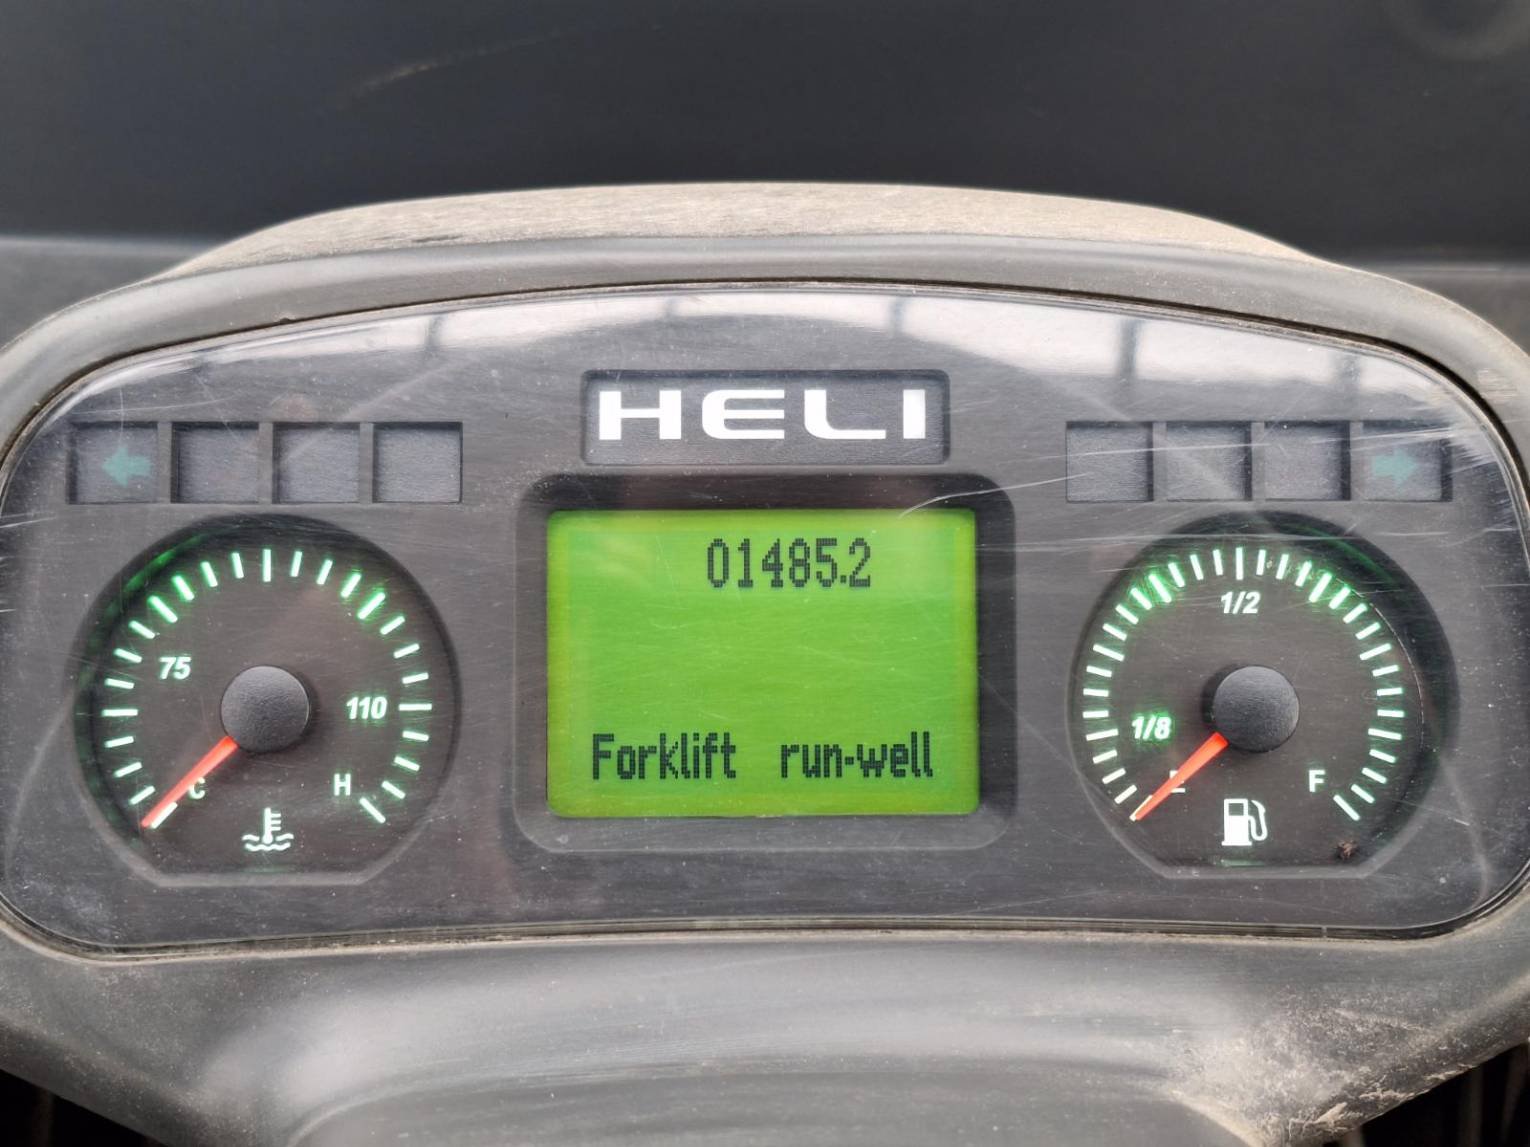 HELI
01485.2
Forklift run-well
75
110
C
H
1/2
1/8
E
F